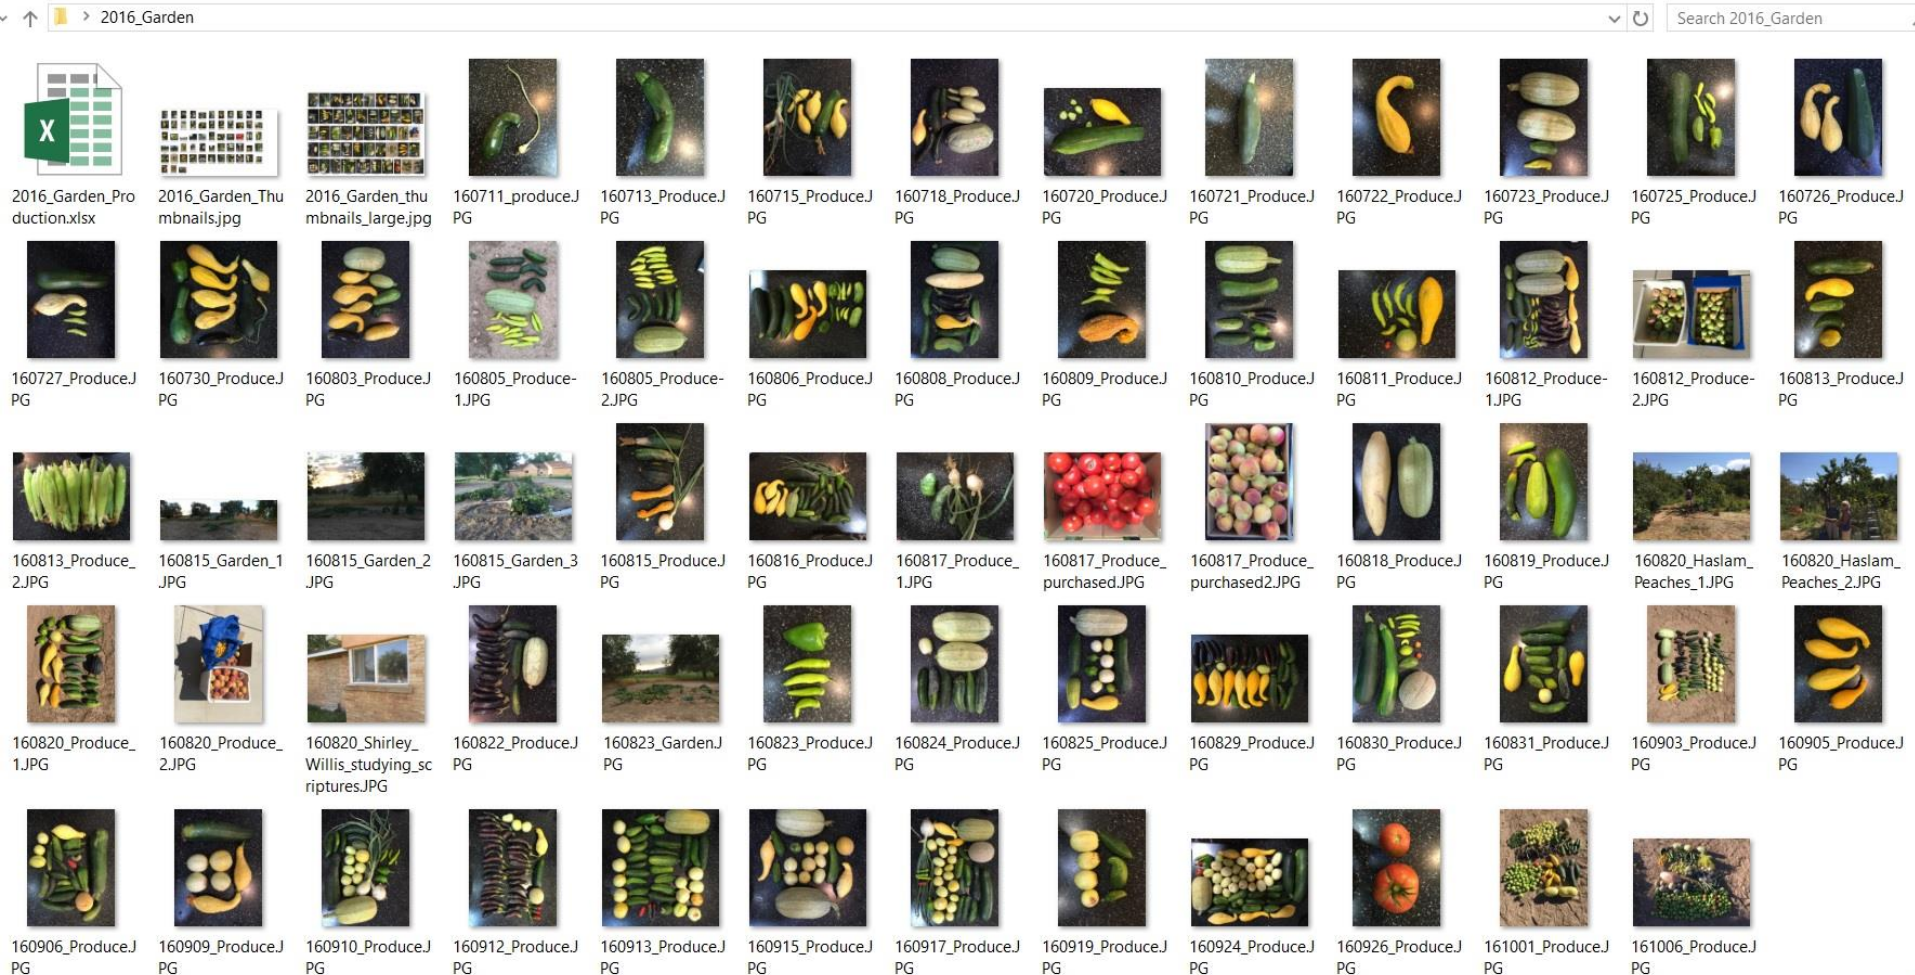 2016_Garden
Search 2016_Garden
X
2016_Garden_Pro
duction.xlsx
2016_Garden_Thu
mbnails.jpg
2016_Garden_thu
mbnails_large.jpg
160711_produce.J
PG
160713_Produce.J
PG
160715_Produce.J
PG
160718_Produce.J
PG
160720_Produce.J
PG
160721_Produce.J
PG
160722_Produce.J
PG
160723_Produce.J
PG
160725_Produce.J
PG
160726_Produce.J
PG
160727_Produce.J
PG
160730_Produce.J
PG
160803_Produce.J
PG
160805_Produce-
1.JPG
160805_Produce-
2.JPG
160806_Produce.J
PG
160808_Produce.J
PG
160809_Produce.J
PG
160810_Produce.J
PG
160811_Produce.J
PG
160812_Produce-
1.JPG
160812_Produce-
2.JPG
160813_Produce.J
PG
160813_Produce_
2.JPG
160815_Garden_1
.JPG
160815_Garden_2
.JPG
160815_Garden_3
.JPG
160815_Produce.J
PG
160816_Produce.J
PG
160817_Produce_
1.JPG
160817_Produce_
purchased.JPG
160817_Produce_
purchased2.JPG
160818_Produce.J
PG
160819_Produce.J
PG
160820_Haslam_
Peaches_1.JPG
160820_Haslam_
Peaches_2.JPG
160820_Produce_
1.JPG
160820_Produce_
2.JPG
160820_Shirley_
Willis_studying_sc
riptures.JPG
160822_Produce.J
PG
160823_Garden.J
PG
160823_Produce.J
PG
160824_Produce.J
PG
160825_Produce.J
PG
160829_Produce.J
PG
160830_Produce.J
PG
160831_Produce.J
PG
160903_Produce.J
PG
160905_Produce.J
PG
160906_Produce.J
PG
160909_Produce.J
PG
160910_Produce.J
PG
160912_Produce.J
PG
160913_Produce.J
PG
160915_Produce.J
PG
160917_Produce.J
PG
160919_Produce.J
PG
160924_Produce.J
PG
160926_Produce.J
PG
161001_Produce.J
PG
161006_Produce.J
PG